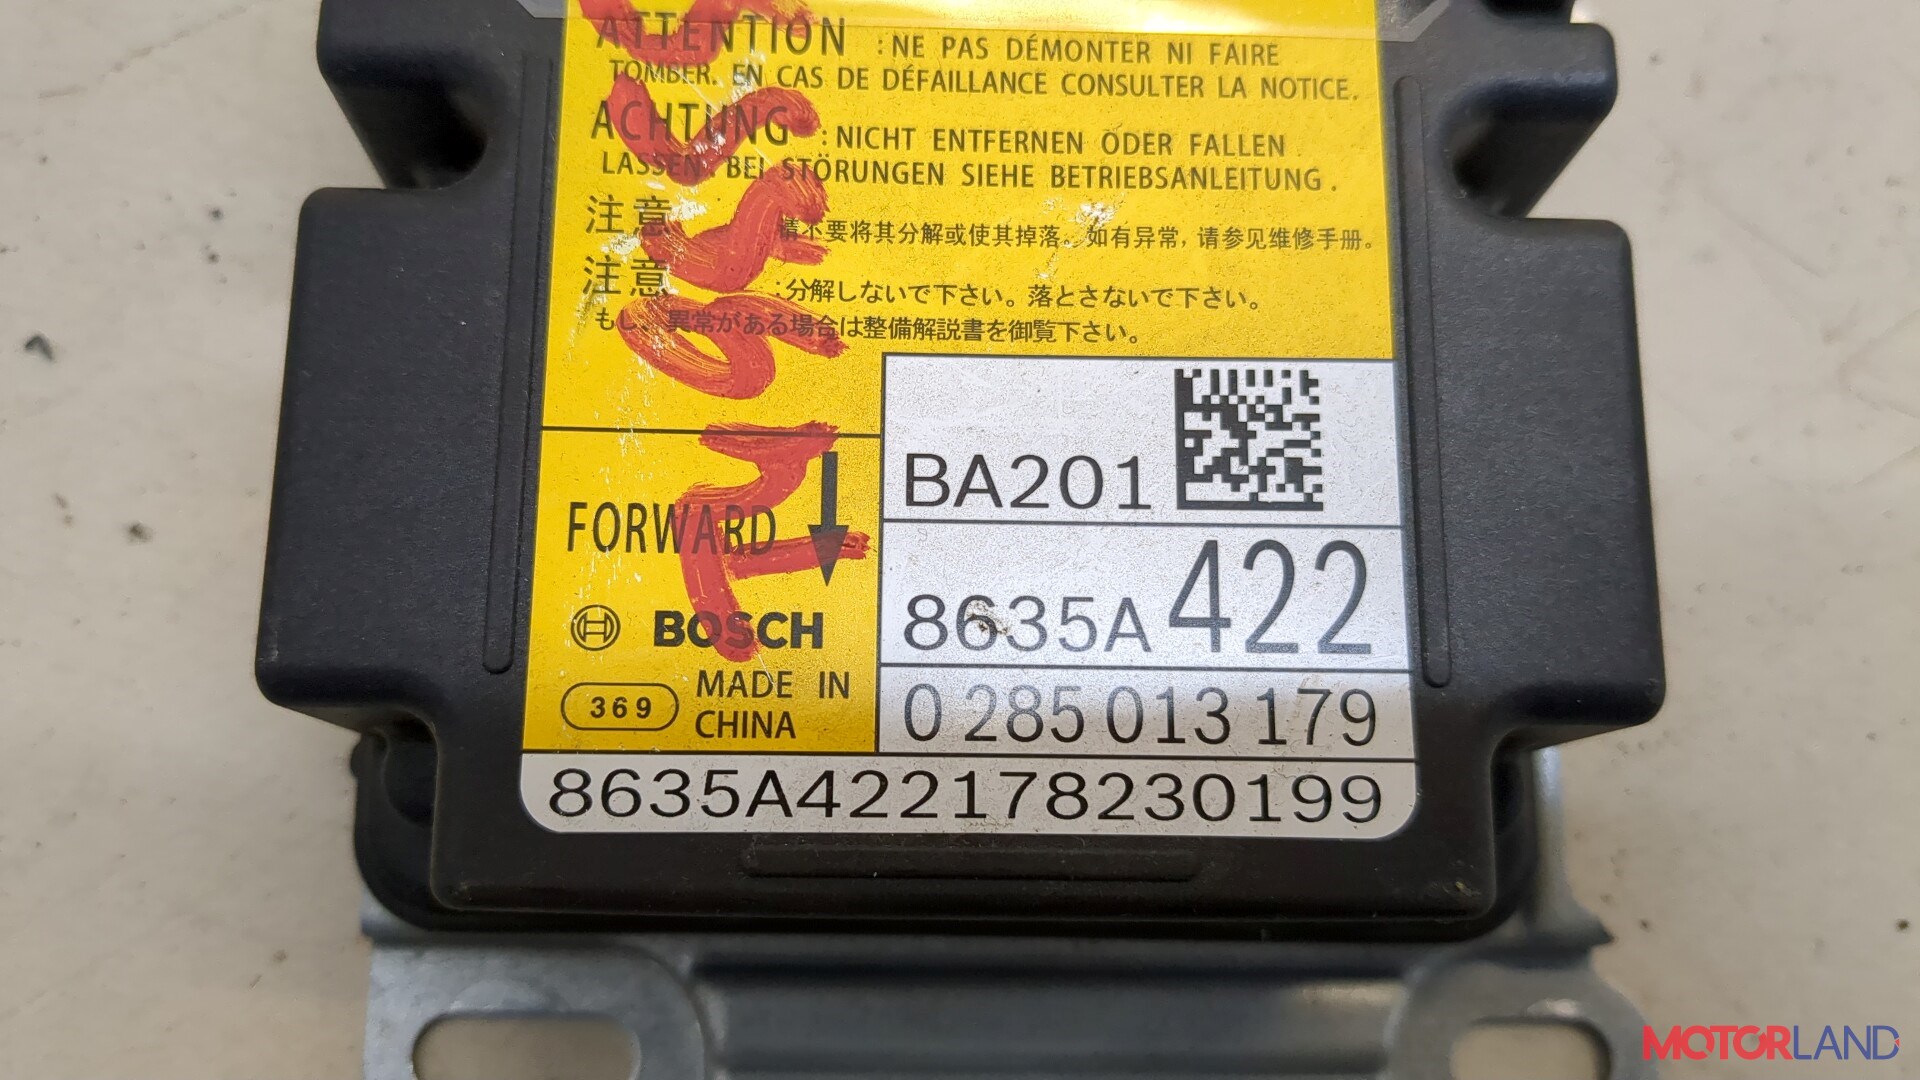 ATTENTION : NE PAS DÉMONTER NI FAIRE
TOMBER. EN CAS DE DÉFAILLANCE CONSULTER LA NOTICE.
ACHTUNG : NICHT ENTFERNEN ODER FALLEN
LASSEN. BEI STÖRUNGEN SIEHE BETRIEBSANLEITUNG.
注意 请不要将其分解或使其掉落。如有异常，请参见维修手册。
注意 :分解しないで下さい。落とさないで下さい。
もし、異常がある場合は整備解説書を御覧下さい。
BA201
FORWARD
8635A 422
BOSCH
369 MADE IN
CHINA
0 285 013 179
8635A422178230199
MOTORLAND